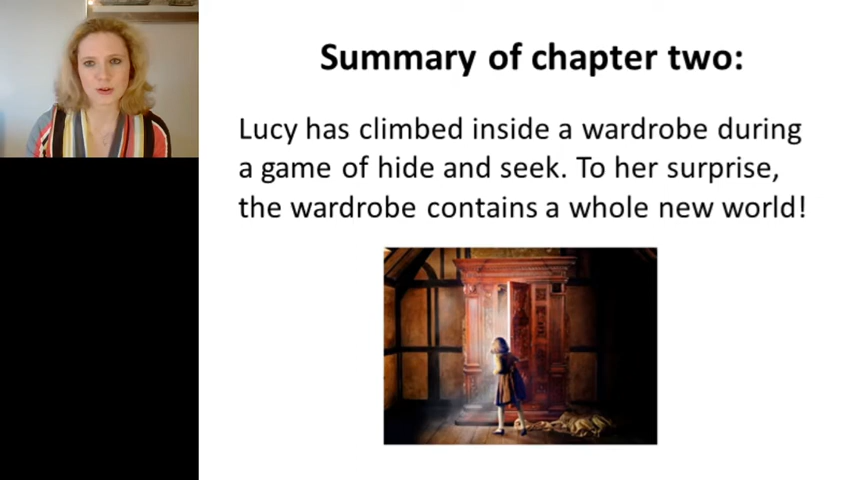 Summary of chapter two:
Lucy has climbed inside a wardrobe during
a game of hide and seek. To her surprise,
the wardrobe contains a whole new world!